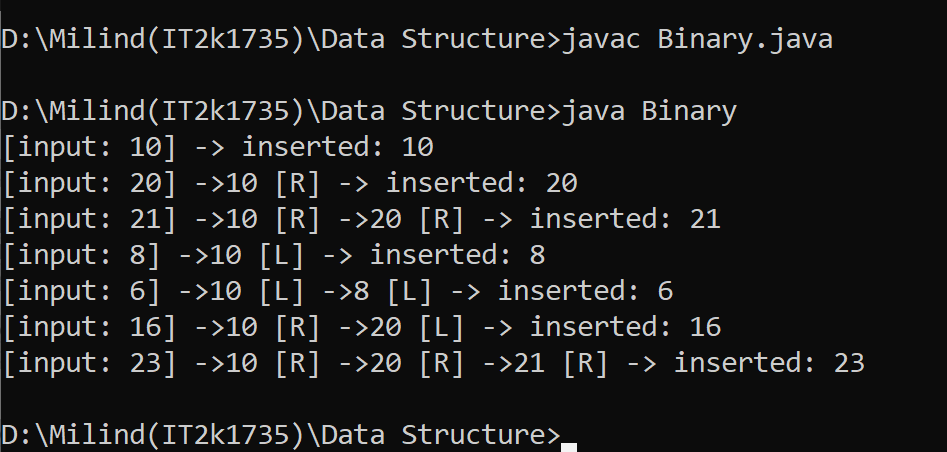 D:\Milind(IT2k1735)\Data Structure>javac Binary.java
D:\Milind(IT2k1735)\Data Structure>java Binary
[input: 10] -> inserted: 10
[input: 20] ->10 [R] -> inserted: 20
[input: 21] ->10 [R] ->20 [R] -> inserted: 21
[input: 8] ->10 [L] -> inserted: 8
[input: 6] ->10 [L] ->8 [L] -> inserted: 6
[input: 16] ->10 [R] ->20 [L] -> inserted: 16
[input: 23] ->10 [R] ->20 [R] ->21 [R] -> inserted: 23
D:\Milind(IT2k1735)\Data Structure>